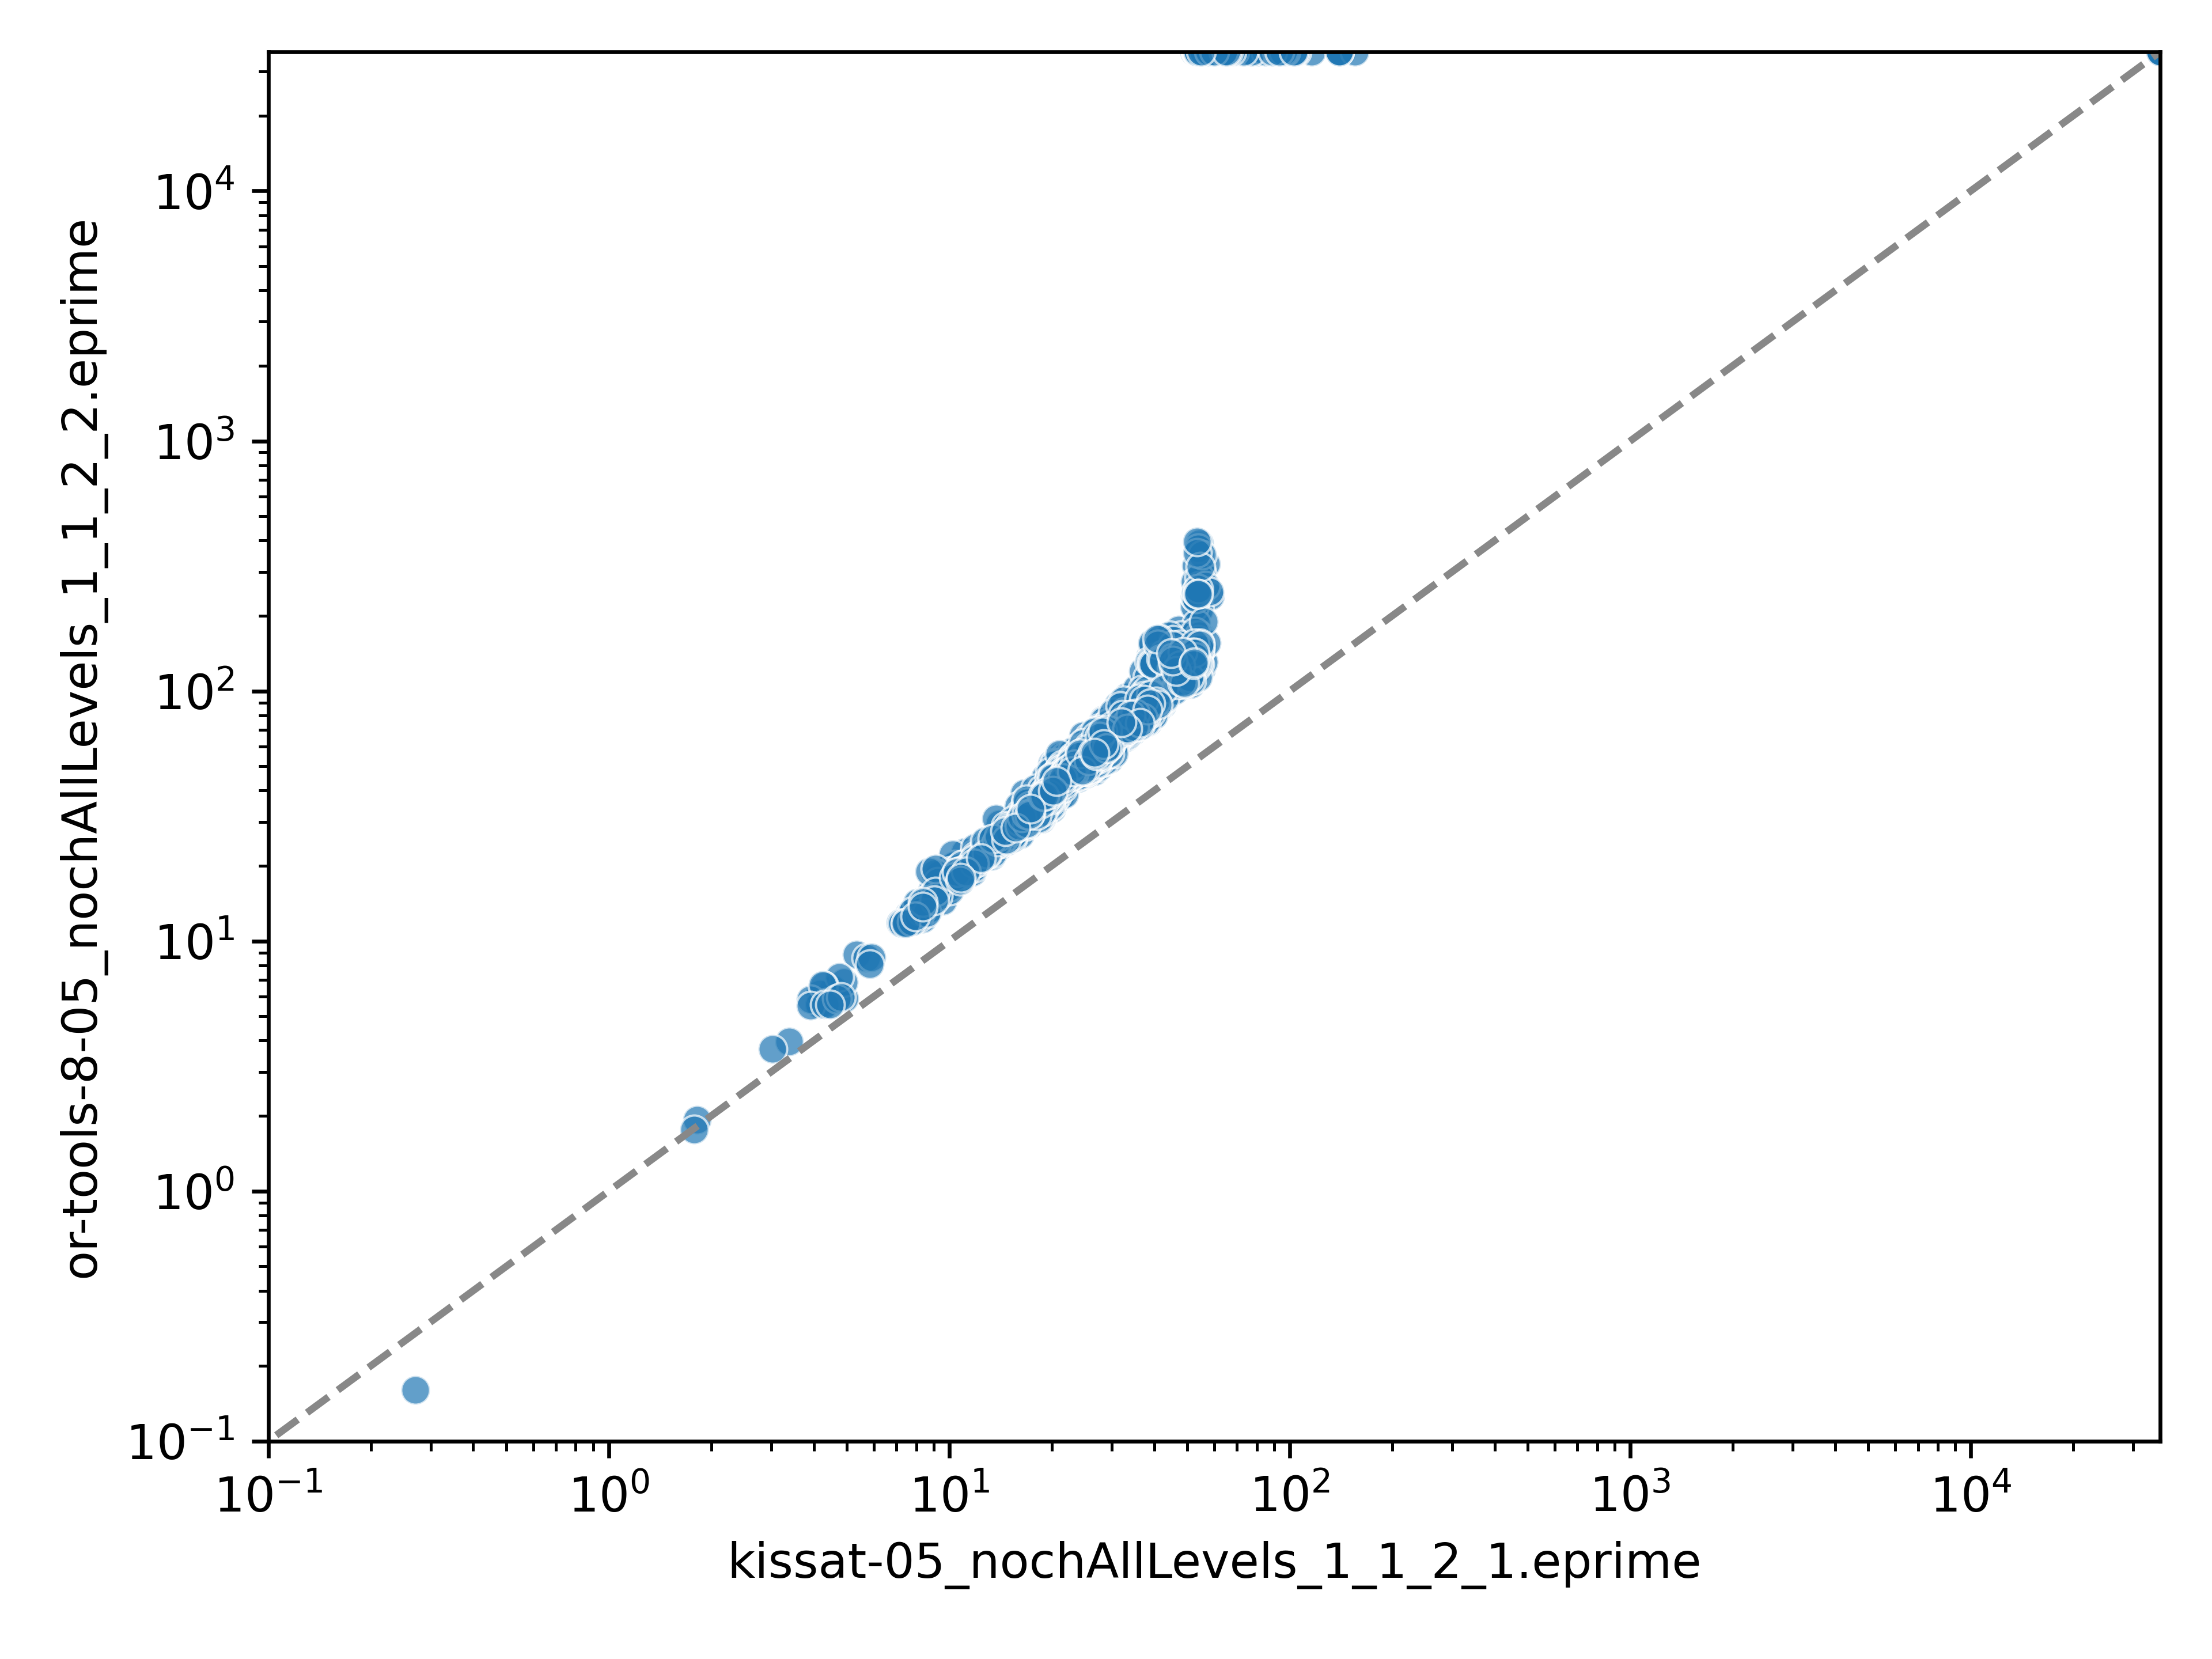 or-tools-8-05_nochAllLevels_1_1_2_2.eprime
10⁴
10³
10²
10¹
10⁰
10⁻¹
10⁻¹ 10⁰ 10¹ 10² 10³ 10⁴
kissat-05_nochAllLevels_1_1_2_1.eprime